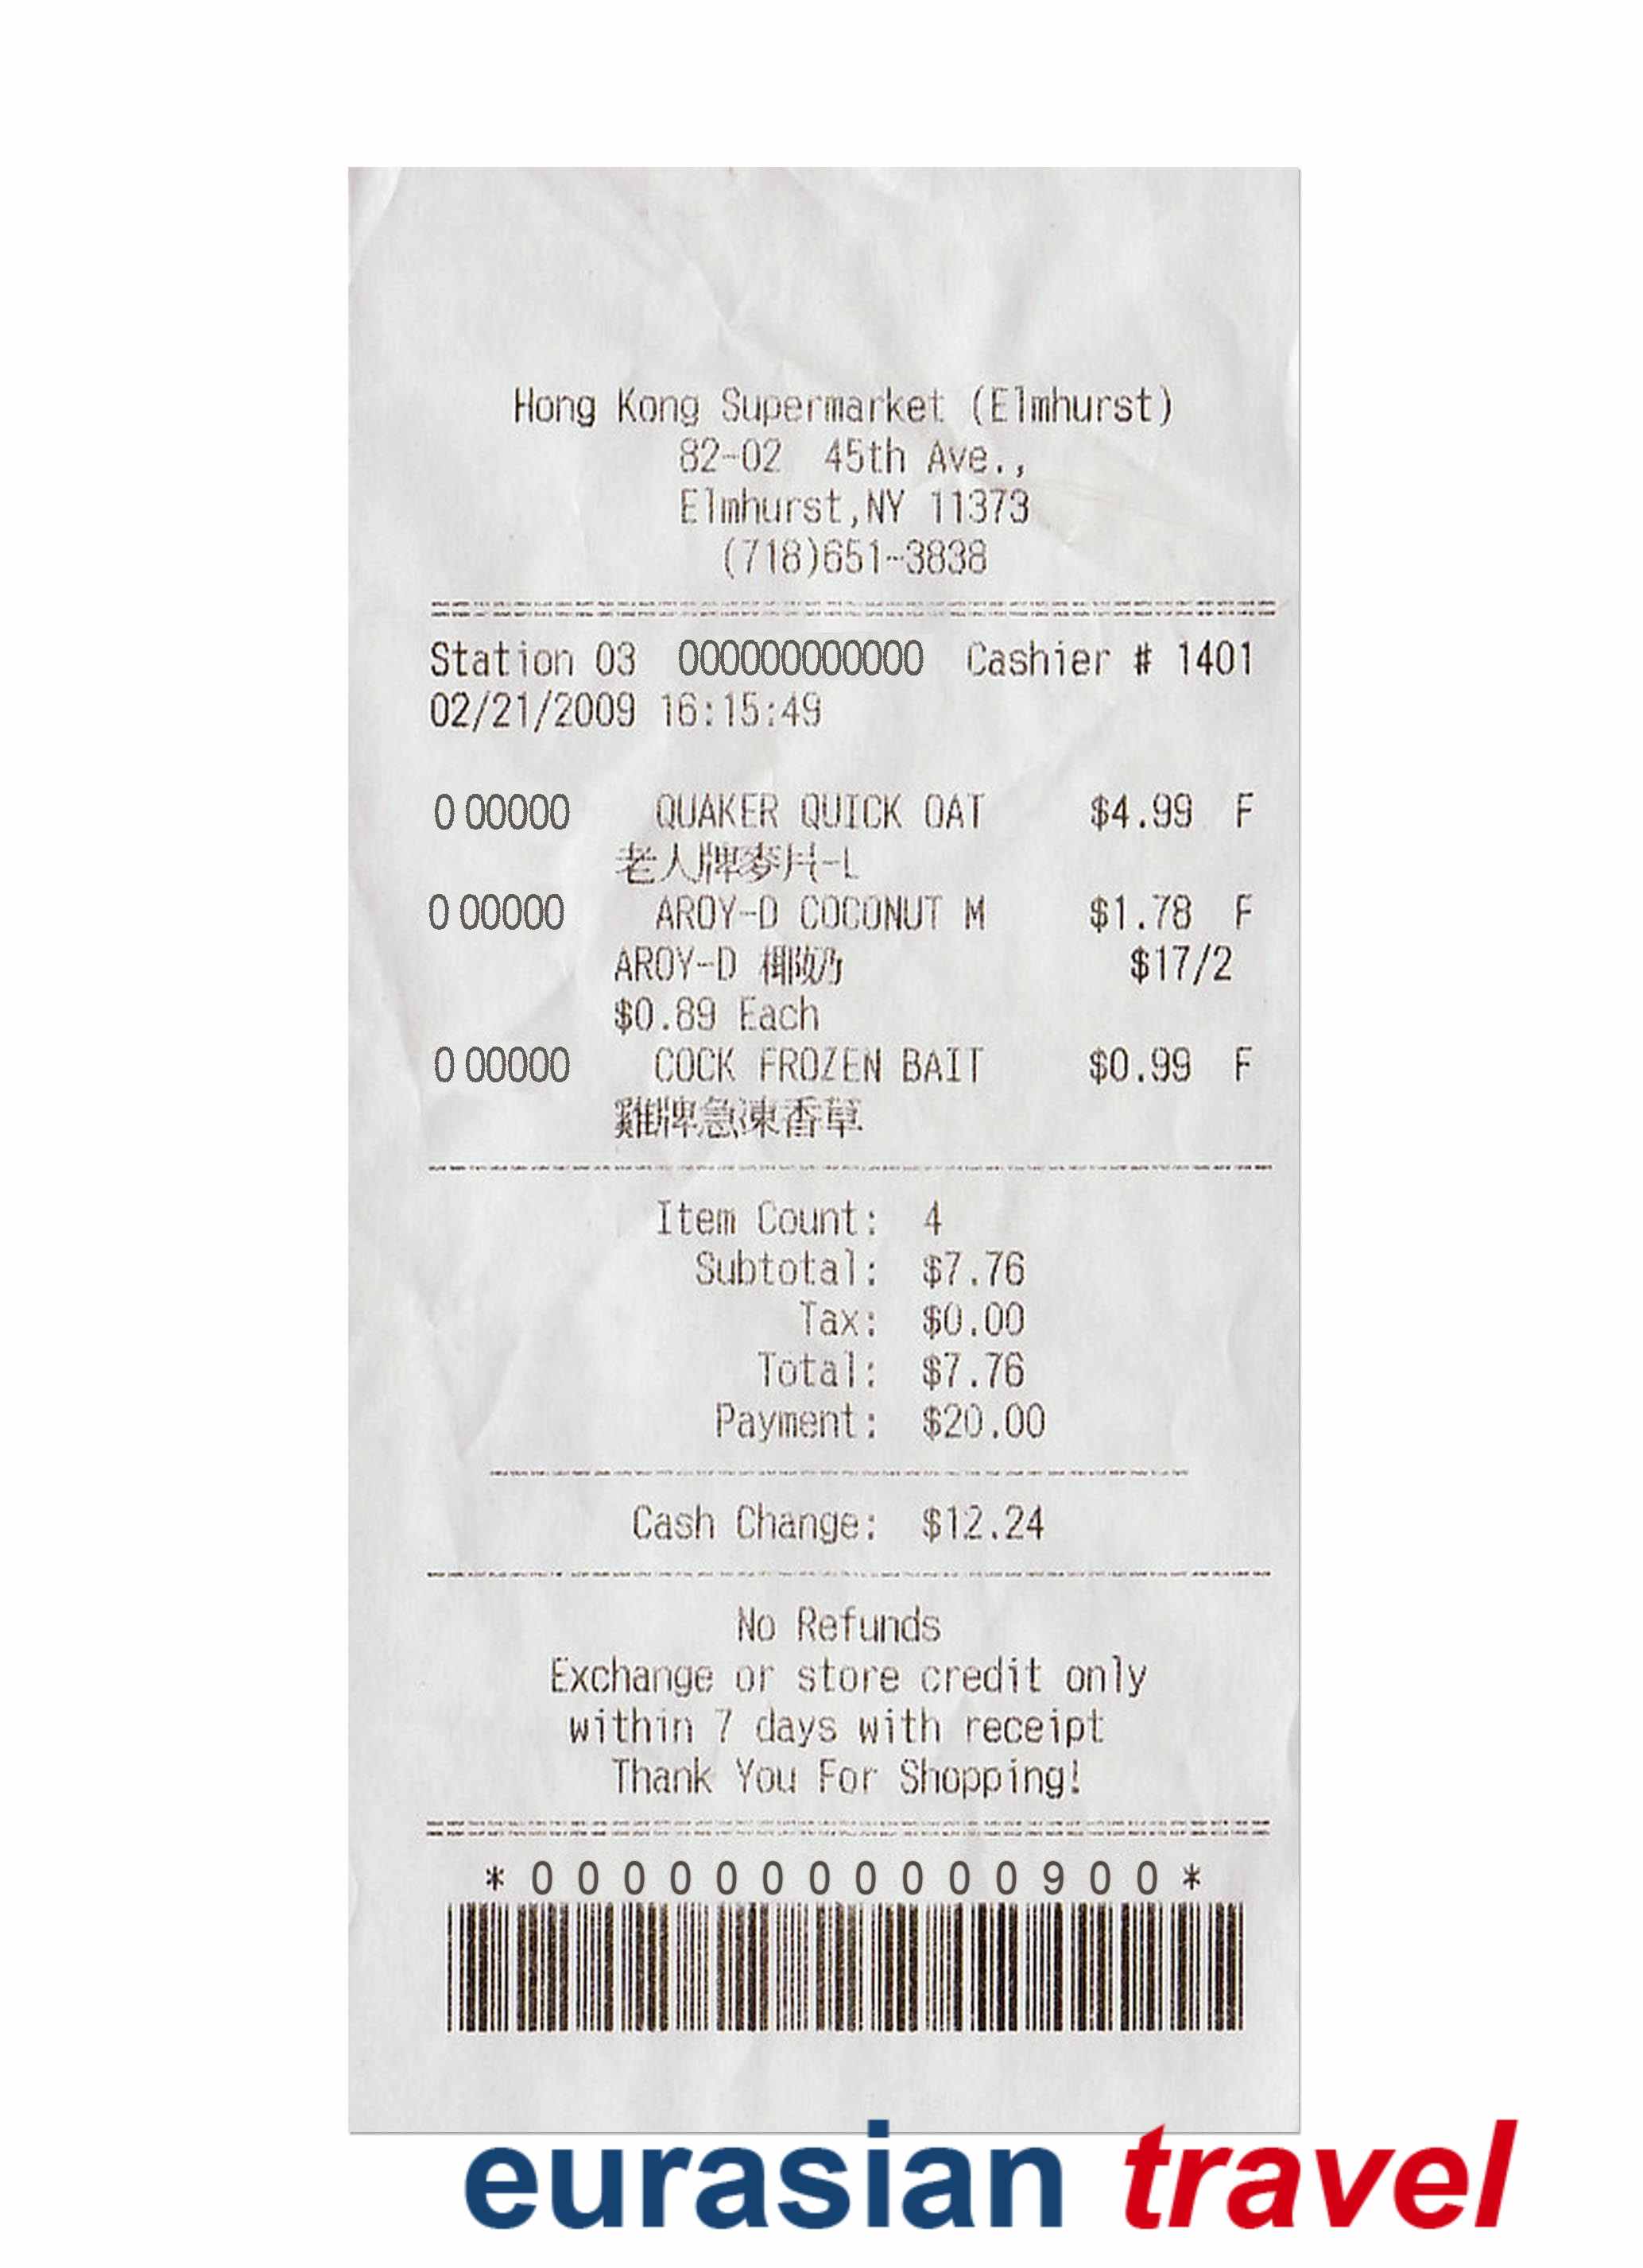 Hong Kong Supermarket (Elmhurst)
82-02 45th Ave.,
Elmhurst,NY 11373
(718)651-3838
Station 03 000000000000 Cashier # 1401
02/21/2009 16:15:49
0 00000 QUAKER QUICK OAT $4.99 F
老人牌麥片-L
0 00000 AROY-D COCONUT M $1.78 F
AROY-D 椰奶 $17/2
$0.89 Each
0 00000 COCK FROZEN BAIT $0.99 F
雞牌急凍香草
Item Count: 4
Subtotal: $7.76
Tax: $0.00
Total: $7.76
Payment: $20.00
Cash Change: $12.24
No Refunds
Exchange or store credit only
within 7 days with receipt
Thank You For Shopping!
*00000000000900*
eurasian travel